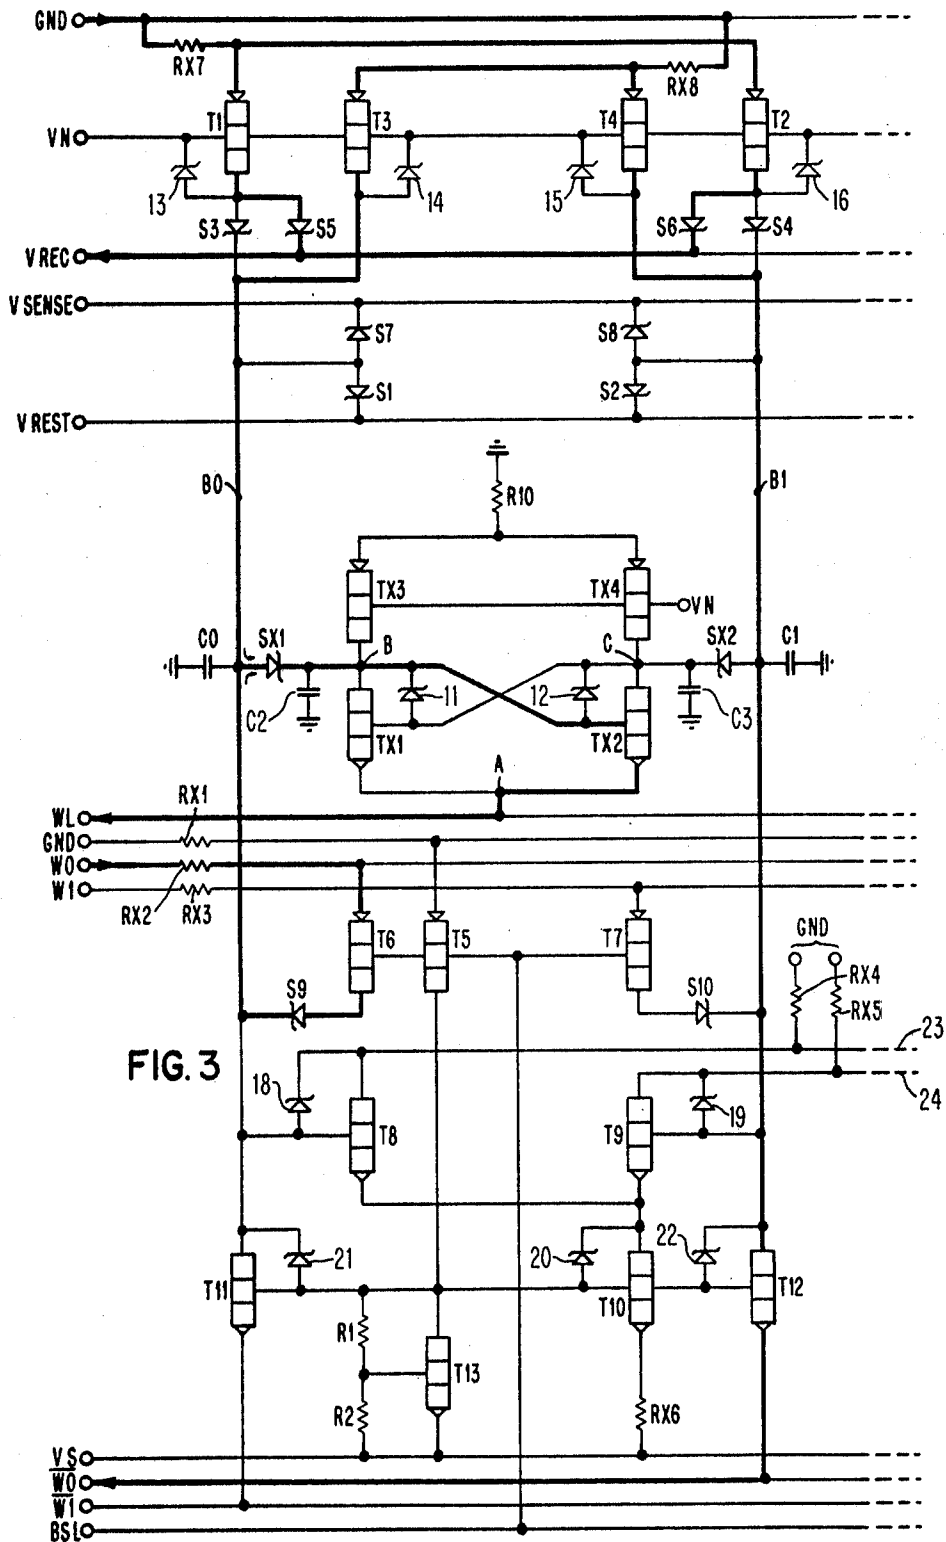 GND
RX7
RX8
T1
T3
T4
T2
VN
13
14
15
16
S3
S5
S6
S4
V REC
V SENSE
S7
S8
S1
S2
V REST
B0
B1
R10
TX3
TX4
VN
C0
SX1
B
C
SX2
C1
C2
11
12
C3
TX1
TX2
A
RX1
WL
GND
W0
W1
RX2
RX3
T6
T5
T7
GND
RX4
RX5
S9
S10
23
FIG. 3
18
24
T8
T9
19
21
20
22
T11
T10
T12
R1
T13
R2
RX6
VS
W̅0̅
W̅1̅
BSL